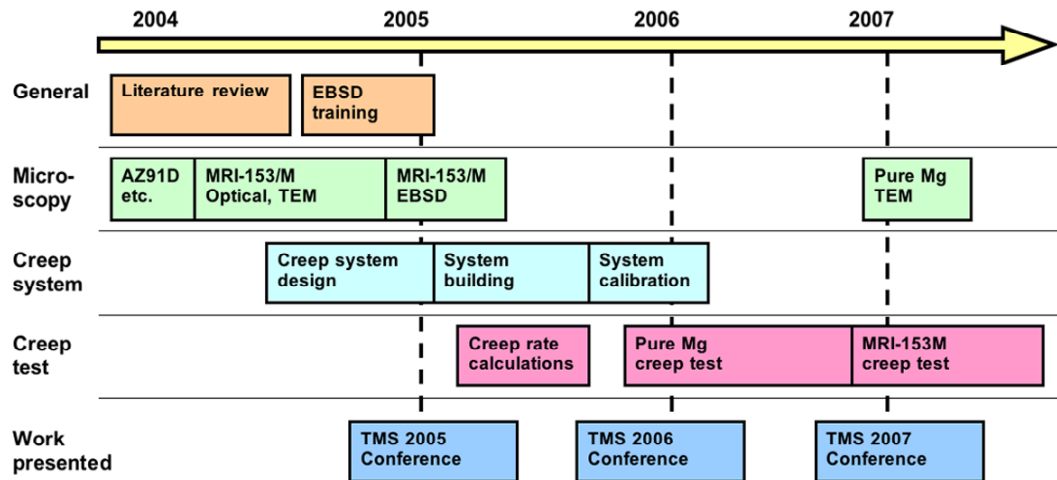 2004 2005 2006 2007
General
Literature review
EBSD
training
Micro-
scopy
AZ91D
etc.
MRI-153/M
Optical, TEM
MRI-153/M
EBSD
Pure Mg
TEM
Creep
system
Creep system
design
System
building
System
calibration
Creep
test
Creep rate
calculations
Pure Mg
creep test
MRI-153M
creep test
Work
presented
TMS 2005
Conference
TMS 2006
Conference
TMS 2007
Conference